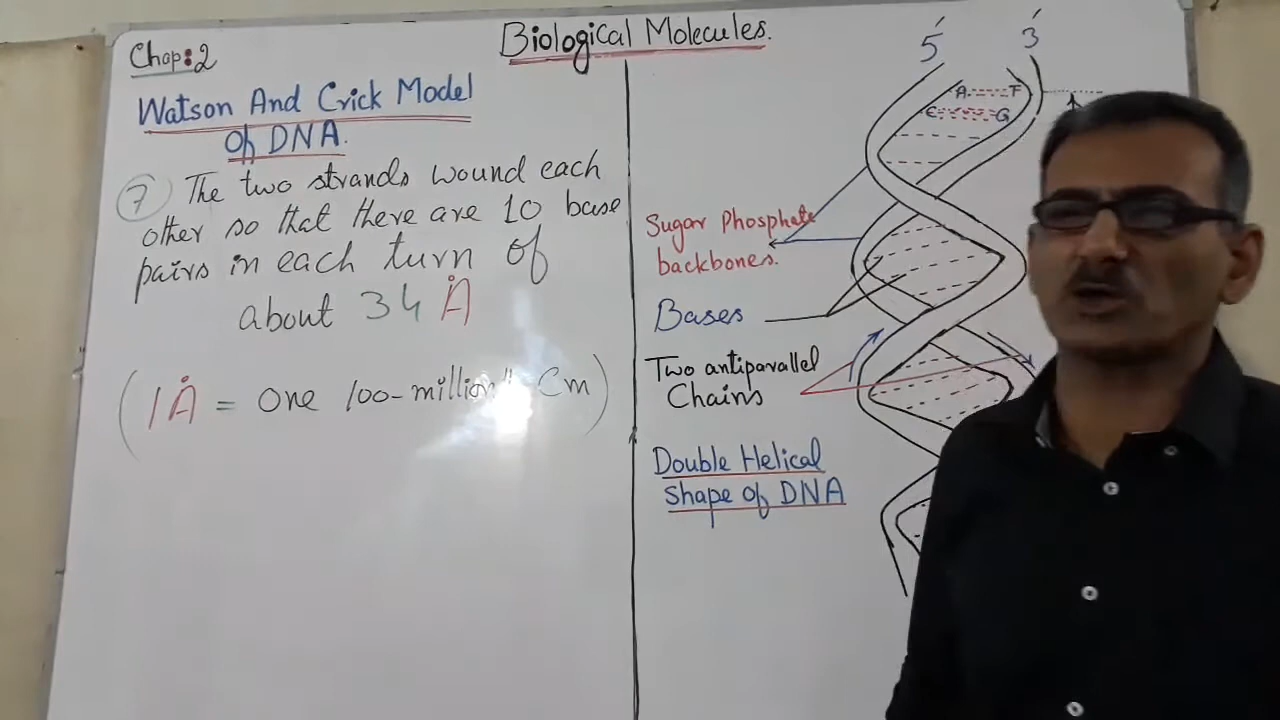 Chap:2
Biological Molecules.
Watson And Crick Model
Of DNA.
7 The two strands wound each
other so that there are 10 base
pairs in each turn of
about 34 Å
(1Å = one 100-millionth Cm)
5´ 3´
A T
C G
Sugar Phosphate
backbones.
Bases
Two antiparallel
Chains
Double Helical
shape of DNA